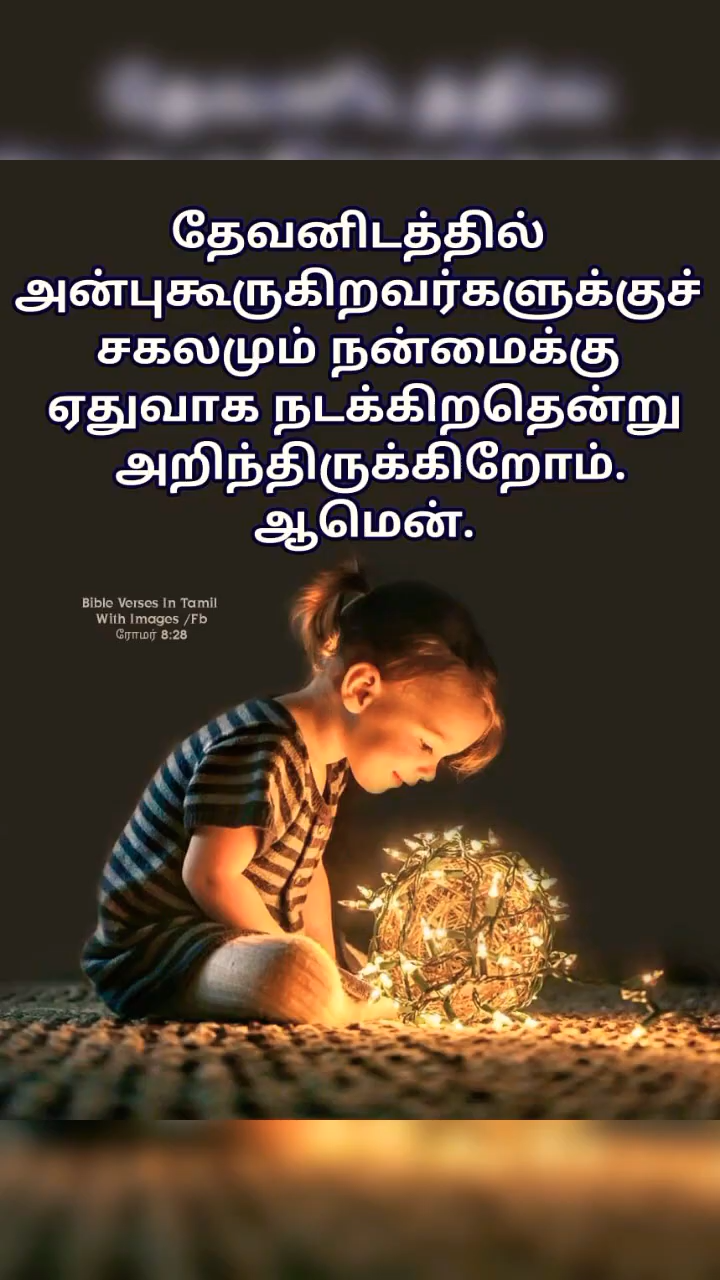 தேவனிடத்தில்
அன்புகூருகிறவர்களுக்குச்
சகலமும் நன்மைக்கு
ஏதுவாக நடக்கிறதென்று
அறிந்திருக்கிறோம்.
ஆமென்.
Bible Verses In Tamil
With Images /Fb
ரோமர் 8:28